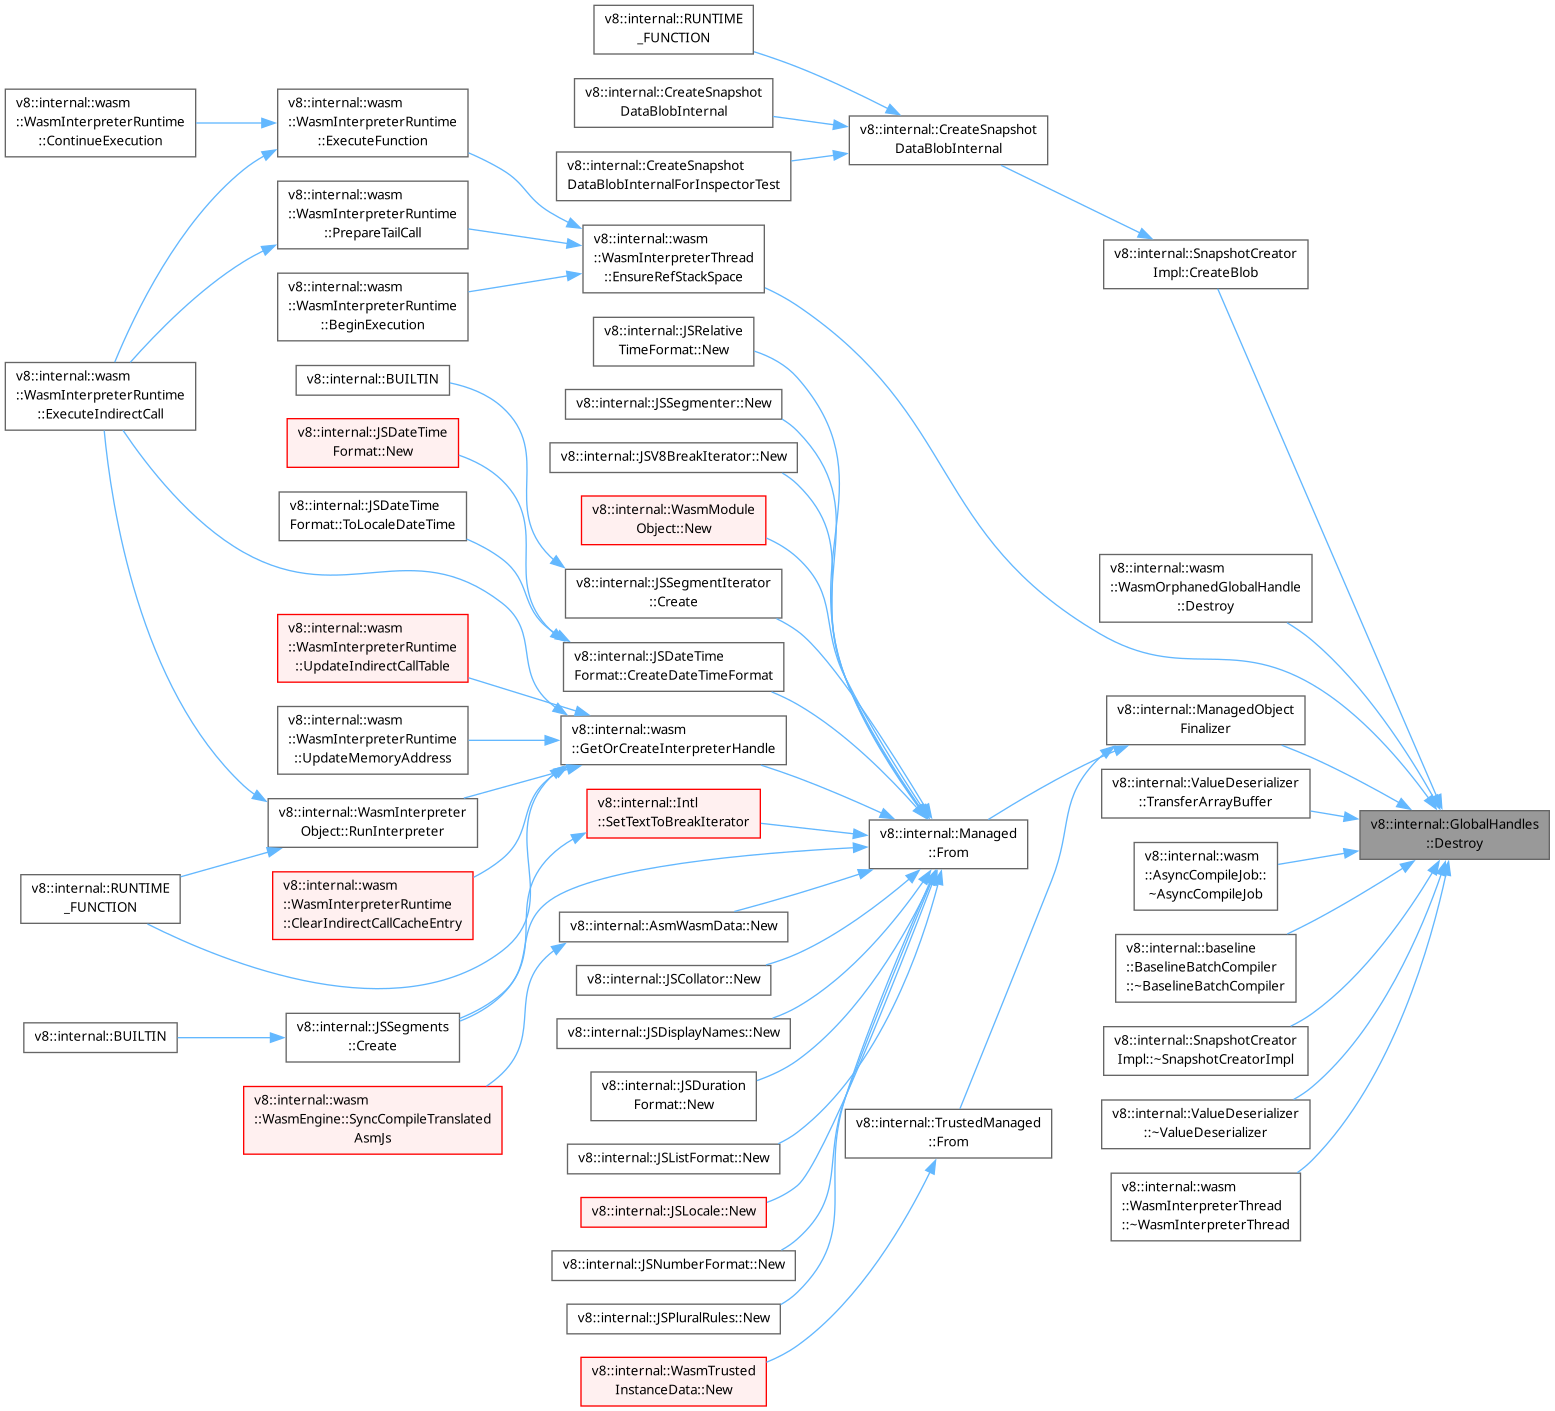 v8::internal::RUNTIME
_FUNCTION
v8::internal::CreateSnapshot
DataBlobInternal
v8::internal::CreateSnapshot
DataBlobInternalForInspectorTest
v8::internal::CreateSnapshot
DataBlobInternal
v8::internal::SnapshotCreator
Impl::CreateBlob
v8::internal::wasm
::WasmInterpreterRuntime
::ContinueExecution
v8::internal::wasm
::WasmInterpreterRuntime
::ExecuteFunction
v8::internal::wasm
::WasmInterpreterRuntime
::PrepareTailCall
v8::internal::wasm
::WasmInterpreterRuntime
::BeginExecution
v8::internal::wasm
::WasmInterpreterThread
::EnsureRefStackSpace
v8::internal::wasm
::WasmInterpreterRuntime
::ExecuteIndirectCall
v8::internal::BUILTIN
v8::internal::JSDateTime
Format::New
v8::internal::JSDateTime
Format::ToLocaleDateTime
v8::internal::wasm
::WasmInterpreterRuntime
::UpdateIndirectCallTable
v8::internal::wasm
::WasmInterpreterRuntime
::UpdateMemoryAddress
v8::internal::WasmInterpreter
Object::RunInterpreter
v8::internal::wasm
::WasmInterpreterRuntime
::ClearIndirectCallCacheEntry
v8::internal::RUNTIME
_FUNCTION
v8::internal::BUILTIN
v8::internal::JSSegments
::Create
v8::internal::wasm
::WasmEngine::SyncCompileTranslated
AsmJs
v8::internal::JSRelative
TimeFormat::New
v8::internal::JSSegmenter::New
v8::internal::JSV8BreakIterator::New
v8::internal::WasmModule
Object::New
v8::internal::JSSegmentIterator
::Create
v8::internal::JSDateTime
Format::CreateDateTimeFormat
v8::internal::wasm
::GetOrCreateInterpreterHandle
v8::internal::Intl
::SetTextToBreakIterator
v8::internal::AsmWasmData::New
v8::internal::JSCollator::New
v8::internal::JSDisplayNames::New
v8::internal::JSDuration
Format::New
v8::internal::JSListFormat::New
v8::internal::JSLocale::New
v8::internal::JSNumberFormat::New
v8::internal::JSPluralRules::New
v8::internal::WasmTrusted
InstanceData::New
v8::internal::Managed
::From
v8::internal::TrustedManaged
::From
v8::internal::wasm
::WasmOrphanedGlobalHandle
::Destroy
v8::internal::ManagedObject
Finalizer
v8::internal::ValueDeserializer
::TransferArrayBuffer
v8::internal::wasm
::AsyncCompileJob::
~AsyncCompileJob
v8::internal::baseline
::BaselineBatchCompiler
::~BaselineBatchCompiler
v8::internal::SnapshotCreator
Impl::~SnapshotCreatorImpl
v8::internal::ValueDeserializer
::~ValueDeserializer
v8::internal::wasm
::WasmInterpreterThread
::~WasmInterpreterThread
v8::internal::GlobalHandles
::Destroy